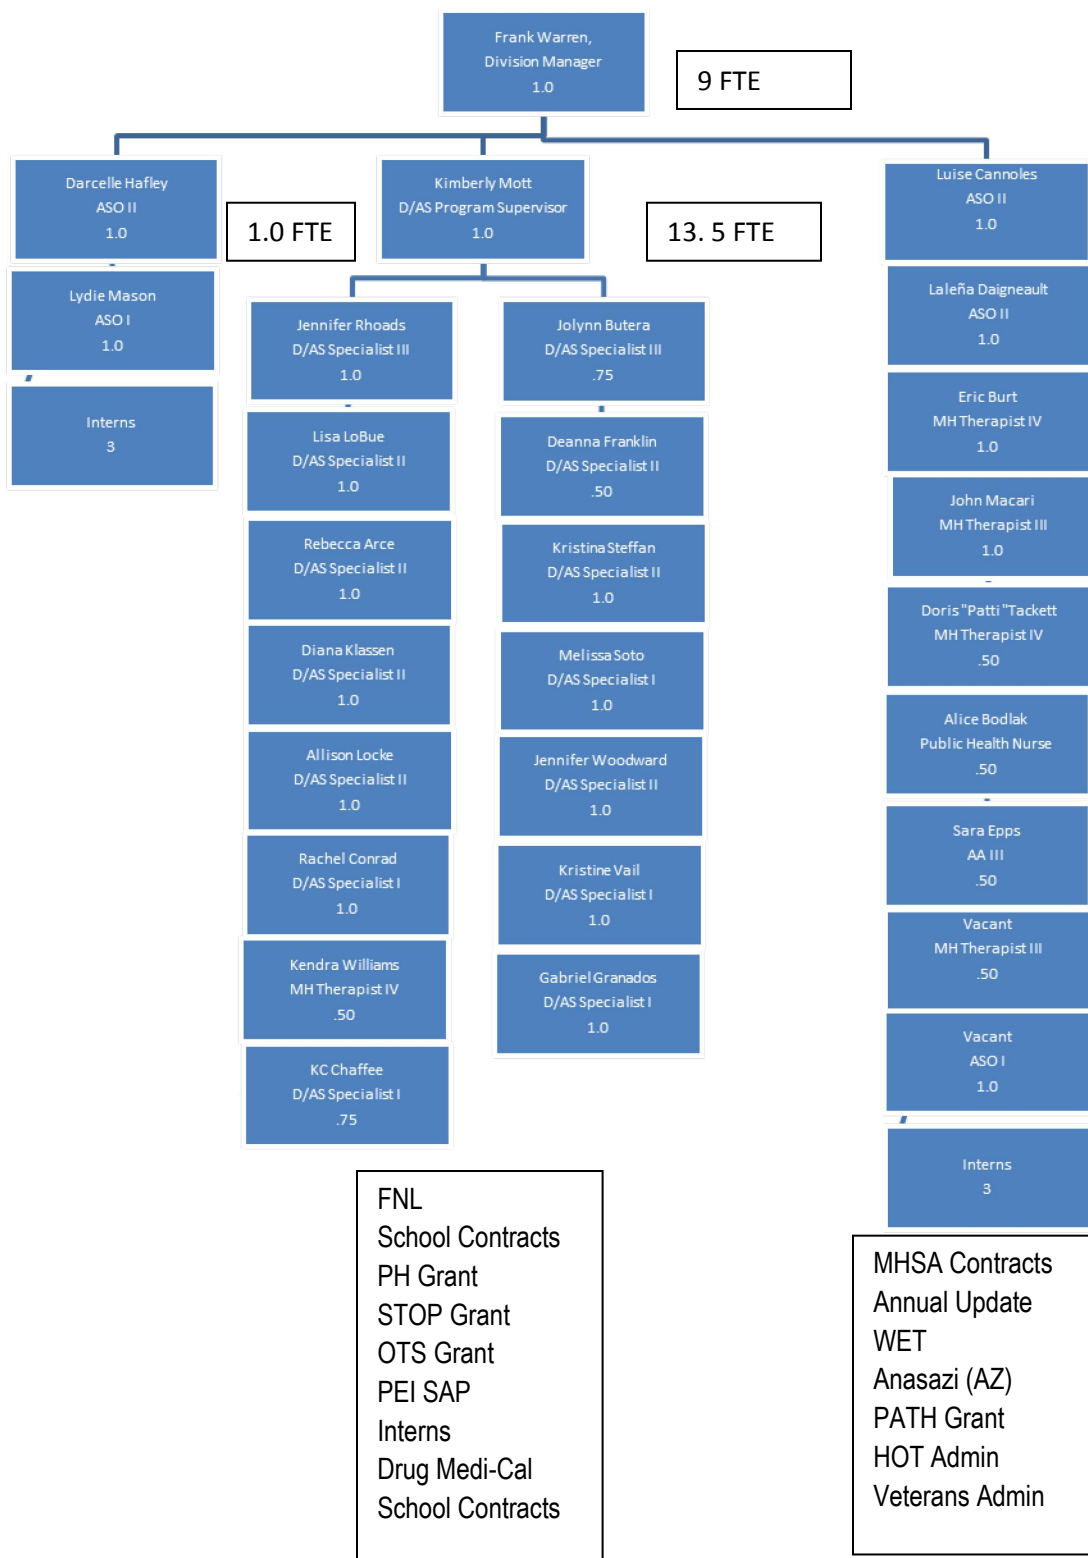 Frank Warren,
Division Manager
1.0
9 FTE
Darcelle Hafley
ASO II
1.0
1.0 FTE
Kimberly Mott
D/AS Program Supervisor
1.0
13. 5 FTE
Luise Cannoles
ASO II
1.0
Lydie Mason
ASO I
1.0
Interns
3
Jennifer Rhoads
D/AS Specialist III
1.0
Lisa LoBue
D/AS Specialist II
1.0
Rebecca Arce
D/AS Specialist II
1.0
Diana Klassen
D/AS Specialist II
1.0
Allison Locke
D/AS Specialist II
1.0
Rachel Conrad
D/AS Specialist I
1.0
Kendra Williams
MH Therapist IV
.50
KC Chaffee
D/AS Specialist I
.75
Jolynn Butera
D/AS Specialist III
.75
Deanna Franklin
D/AS Specialist II
.50
Kristina Steffan
D/AS Specialist II
1.0
Melissa Soto
D/AS Specialist I
1.0
Jennifer Woodward
D/AS Specialist II
1.0
Kristine Vail
D/AS Specialist I
1.0
Gabriel Granados
D/AS Specialist I
1.0
Laleña Daigneault
ASO II
1.0
Eric Burt
MH Therapist IV
1.0
John Macari
MH Therapist III
1.0
Doris "Patti "Tackett
MH Therapist IV
.50
Alice Bodlak
Public Health Nurse
.50
Sara Epps
AA III
.50
Vacant
MH Therapist III
.50
Vacant
ASO I
1.0
Interns
3
FNL
School Contracts
PH Grant
STOP Grant
OTS Grant
PEI SAP
Interns
Drug Medi-Cal
School Contracts
MHSA Contracts
Annual Update
WET
Anasazi (AZ)
PATH Grant
HOT Admin
Veterans Admin